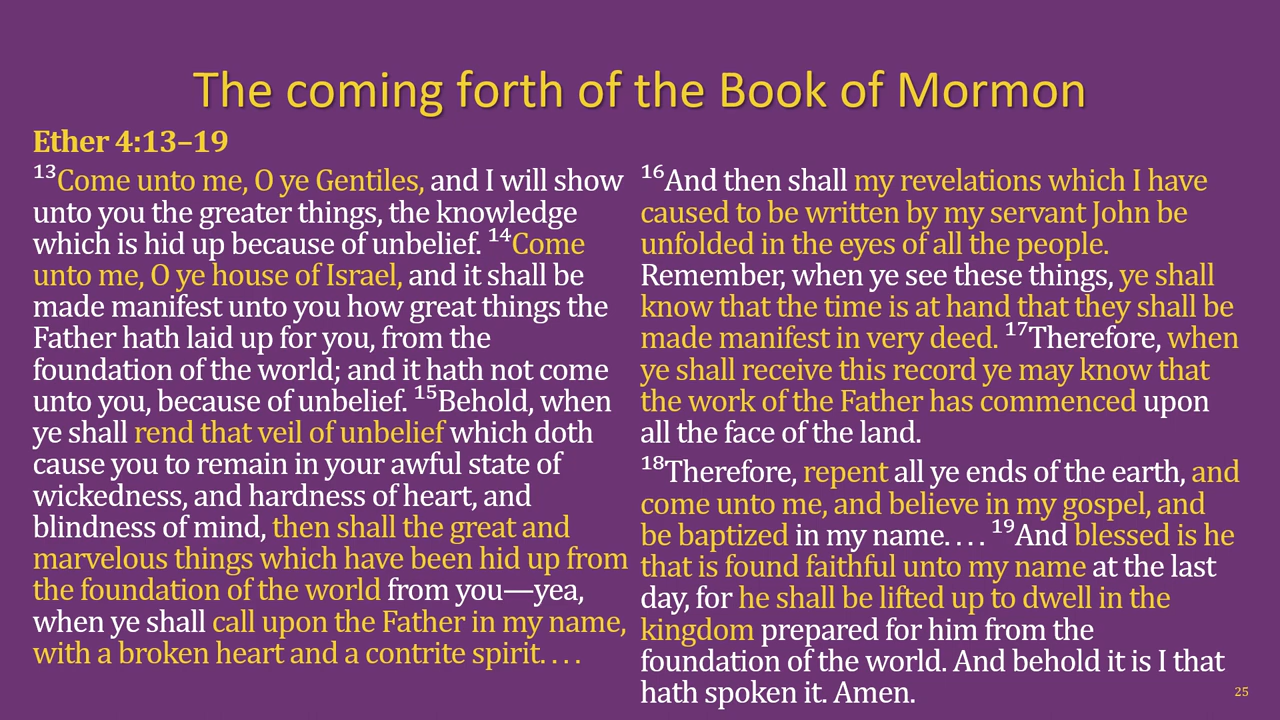 The coming forth of the Book of Mormon
Ether 4:13–19
¹³Come unto me, O ye Gentiles, and I will show
unto you the greater things, the knowledge
which is hid up because of unbelief. ¹⁴Come
unto me, O ye house of Israel, and it shall be
made manifest unto you how great things the
Father hath laid up for you, from the
foundation of the world; and it hath not come
unto you, because of unbelief. ¹⁵Behold, when
ye shall rend that veil of unbelief which doth
cause you to remain in your awful state of
wickedness, and hardness of heart, and
blindness of mind, then shall the great and
marvelous things which have been hid up from
the foundation of the world from you—yea,
when ye shall call upon the Father in my name,
with a broken heart and a contrite spirit. . . .
¹⁶And then shall my revelations which I have
caused to be written by my servant John be
unfolded in the eyes of all the people.
Remember, when ye see these things, ye shall
know that the time is at hand that they shall be
made manifest in very deed. ¹⁷Therefore, when
ye shall receive this record ye may know that
the work of the Father has commenced upon
all the face of the land.
¹⁸Therefore, repent all ye ends of the earth, and
come unto me, and believe in my gospel, and
be baptized in my name. . . . ¹⁹And blessed is he
that is found faithful unto my name at the last
day, for he shall be lifted up to dwell in the
kingdom prepared for him from the
foundation of the world. And behold it is I that
hath spoken it. Amen.
25